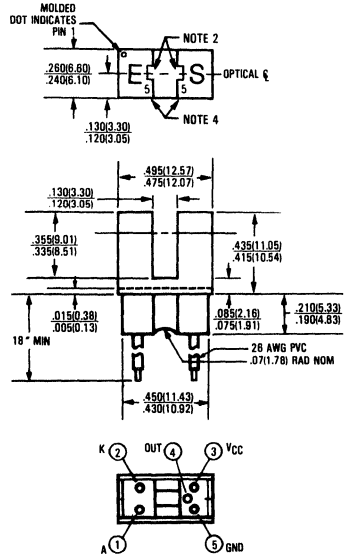 MOLDED
DOT INDICATES
PIN 1
NOTE 2
.260(6.60)
.240(6.10)
E S
5 5
OPTICAL ℄
.130(3.30)
.120(3.05)
NOTE 4
.495(12.57)
.475(12.07)
.130(3.30)
.120(3.05)
.355(9.01)
.335(8.51)
.435(11.05)
.415(10.54)
.015(0.38)
.005(0.13)
.085(2.16)
.075(1.91)
.210(5.33)
.190(4.83)
18" MIN
26 AWG PVC
.07(1.78) RAD NOM
.450(11.43)
.430(10.92)
K 2 OUT 4 3 VCC
A 1 5 GND